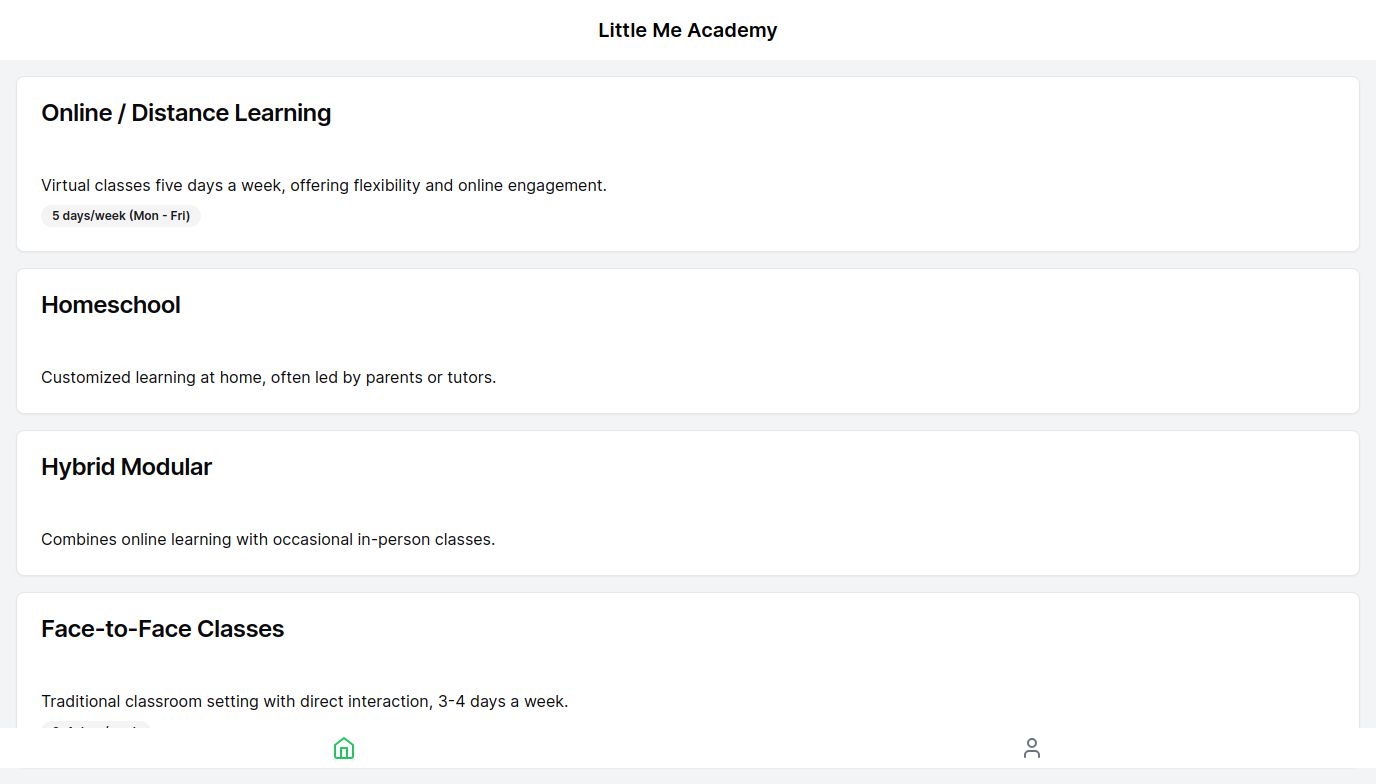 Little Me Academy
Online / Distance Learning
Virtual classes five days a week, offering flexibility and online engagement.
5 days/week (Mon - Fri)
Homeschool
Customized learning at home, often led by parents or tutors.
Hybrid Modular
Combines online learning with occasional in-person classes.
Face-to-Face Classes
Traditional classroom setting with direct interaction, 3-4 days a week.